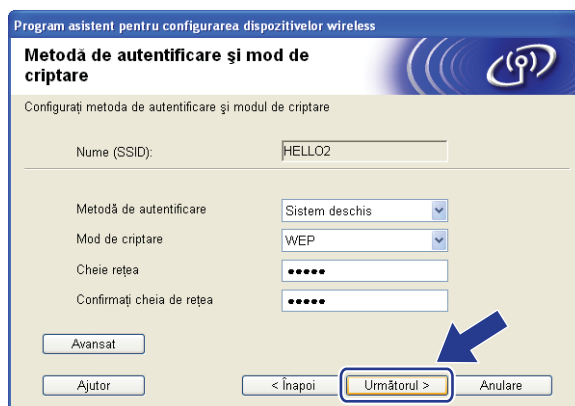 Program asistent pentru configurarea dispozitivelor wireless
Metodă de autentificare şi mod de
criptare
Configuraţi metoda de autentificare şi modul de criptare
Nume (SSID):
HELLO2
Metodă de autentificare
Sistem deschis
Mod de criptare
WEP
Cheie reţea
●●●●●
Confirmaţi cheia de reţea
●●●●●
Avansat
Ajutor
< Înapoi
Următorul >
Anulare